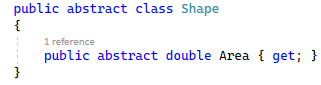 public abstract class Shape
{
1 reference
public abstract double Area { get; }
}